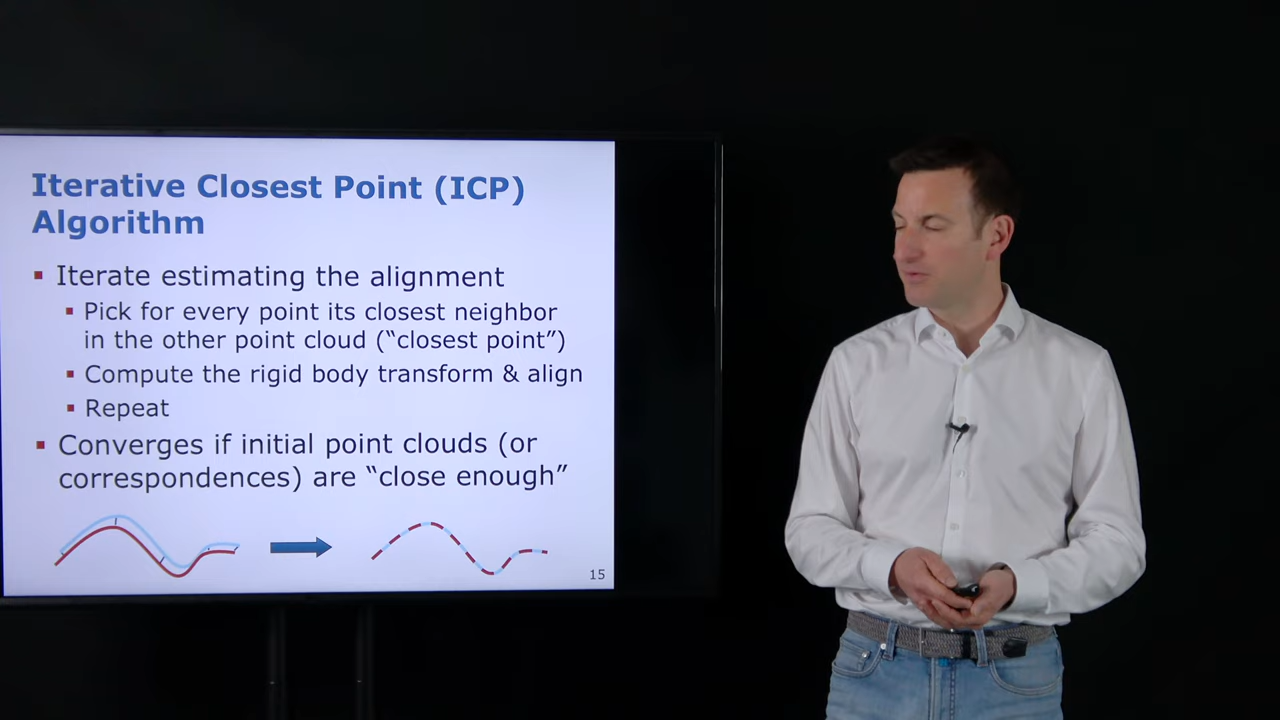 Iterative Closest Point (ICP)
Algorithm
▪ Iterate estimating the alignment
▪ Pick for every point its closest neighbor
in the other point cloud (“closest point”)
▪ Compute the rigid body transform & align
▪ Repeat
▪ Converges if initial point clouds (or
correspondences) are “close enough”
15